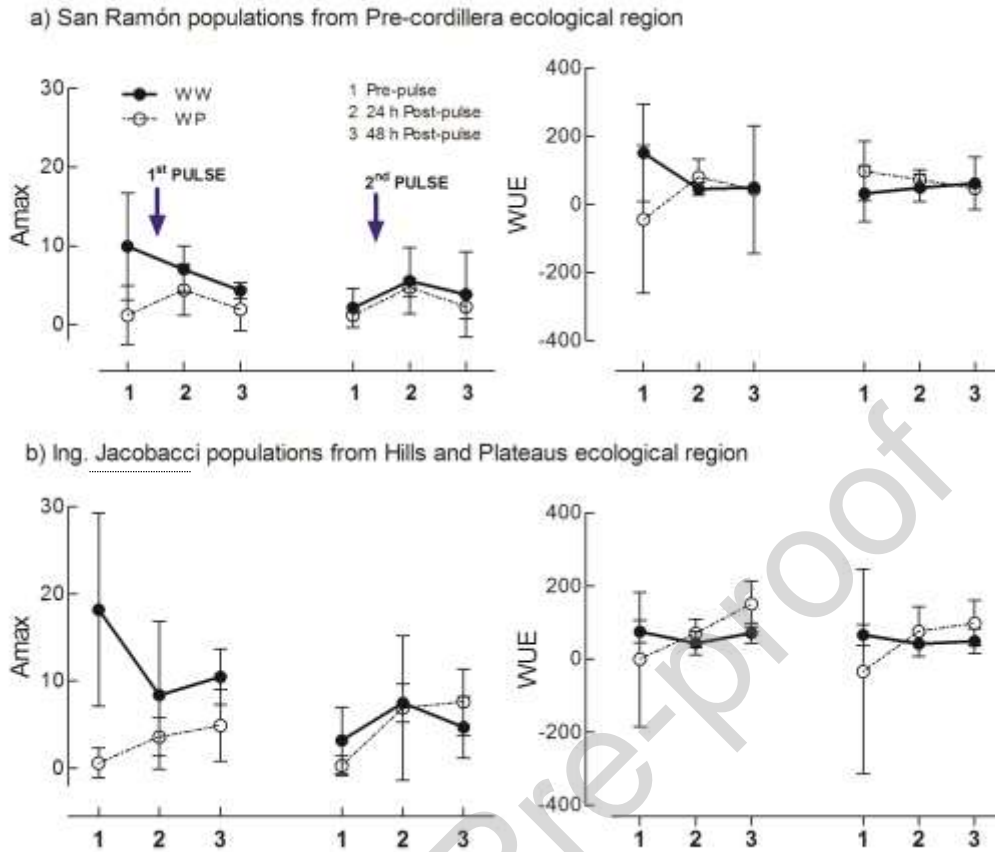 a) San Ramón populations from Pre-cordillera ecological region
30
20
10
0
Amax
WW
WP
1 Pre-pulse
2 24 h Post-pulse
3 48 h Post-pulse
1st PULSE
2nd PULSE
1 2 3 1 2 3
400
200
0
-200
-400
WUE
1 2 3 1 2 3
b) Ing. Jacobacci populations from Hills and Plateaus ecological region
30
20
10
0
Amax
1 2 3 1 2 3
400
200
0
-200
-400
WUE
1 2 3 1 2 3
Pre-proof